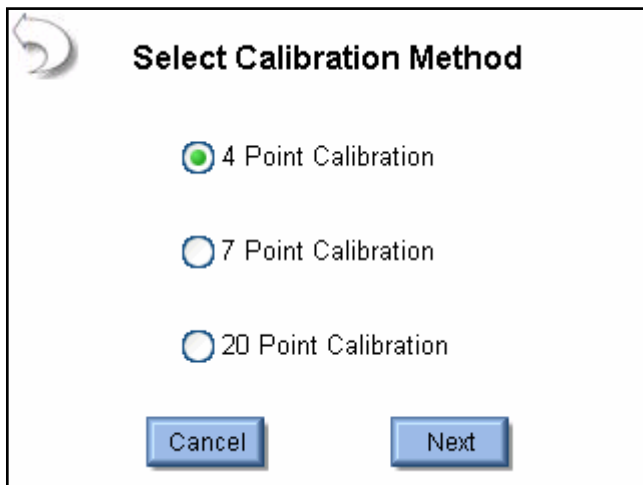 Select Calibration Method
4 Point Calibration
7 Point Calibration
20 Point Calibration
Cancel
Next